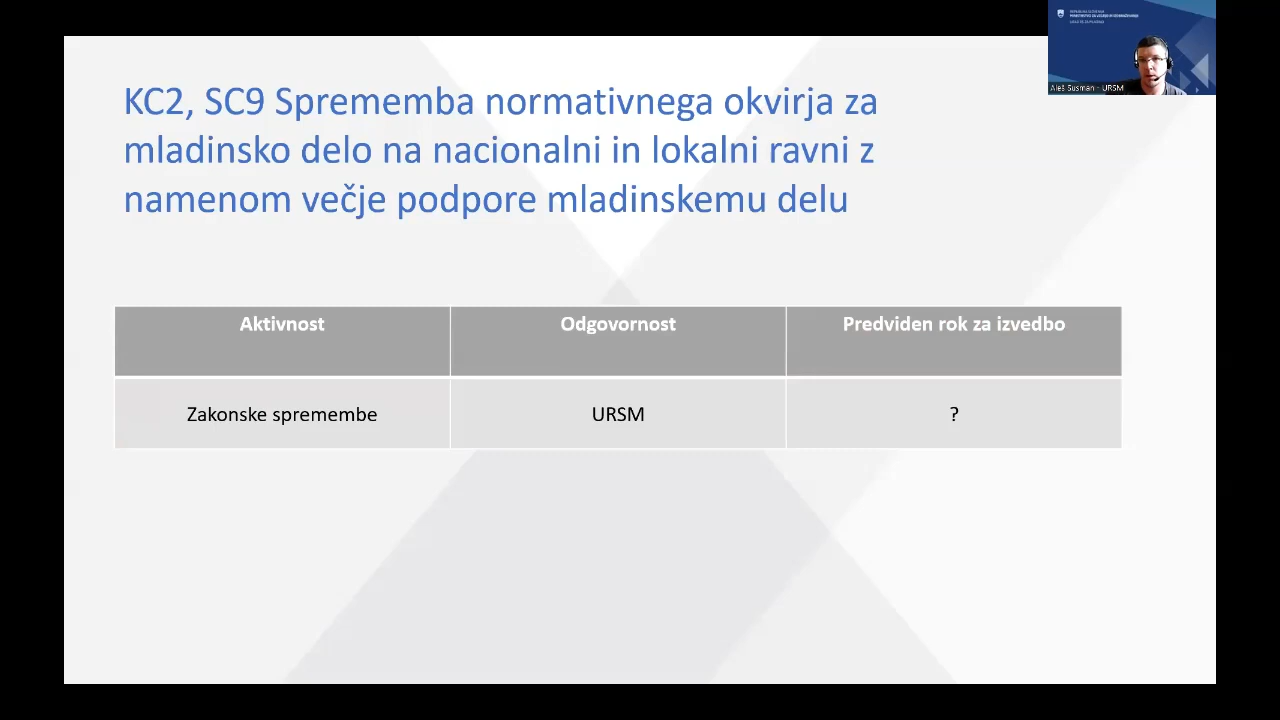 KC2, SC9 Sprememba normativnega okvirja za
mladinsko delo na nacionalni in lokalni ravni z
namenom večje podpore mladinskemu delu
Aktivnost
Odgovornost
Predviden rok za izvedbo
Zakonske spremembe
URSM
?
Aleš Susman - URSM